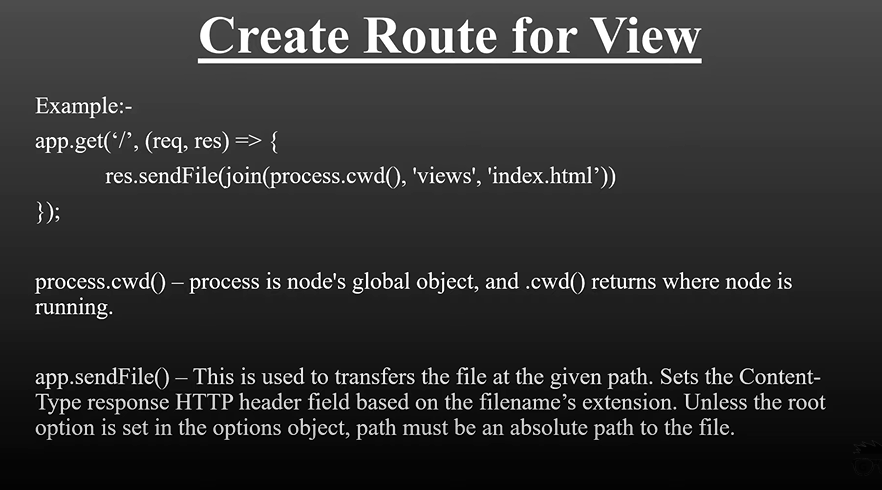 Create Route for View
Example:-
app.get(‘/’, (req, res) => {
res.sendFile(join(process.cwd(), 'views', 'index.html’))
});
process.cwd() – process is node's global object, and .cwd() returns where node is
running.
app.sendFile() – This is used to transfers the file at the given path. Sets the Content-
Type response HTTP header field based on the filename’s extension. Unless the root
option is set in the options object, path must be an absolute path to the file.